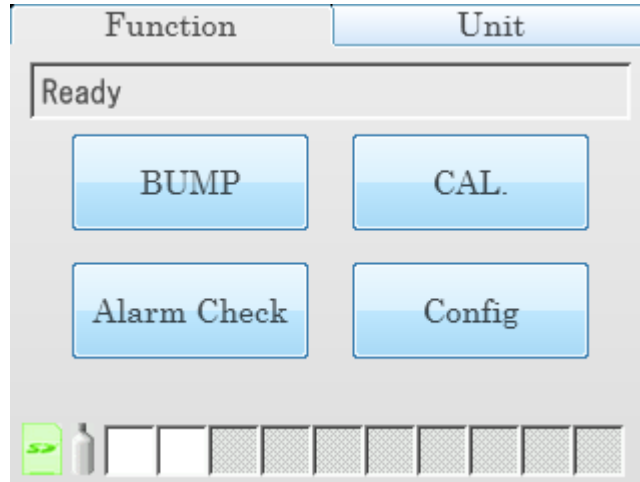 Function
Unit
Ready
BUMP
CAL.
Alarm Check
Config